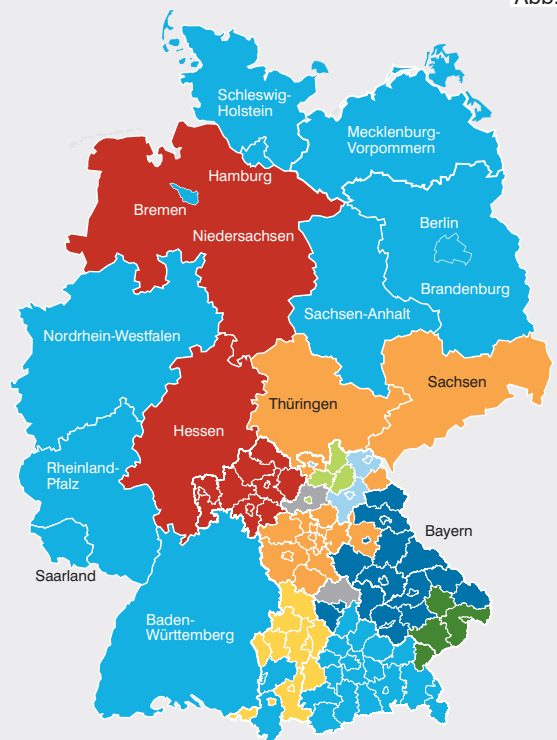 Abb.
Schleswig-
Holstein
Mecklenburg-
Vorpommern
Hamburg
Bremen
Niedersachsen
Berlin
Brandenburg
Sachsen-Anhalt
Nordrhein-Westfalen
Sachsen
Thüringen
Hessen
Rheinland-
Pfalz
Bayern
Saarland
Baden-
Württemberg